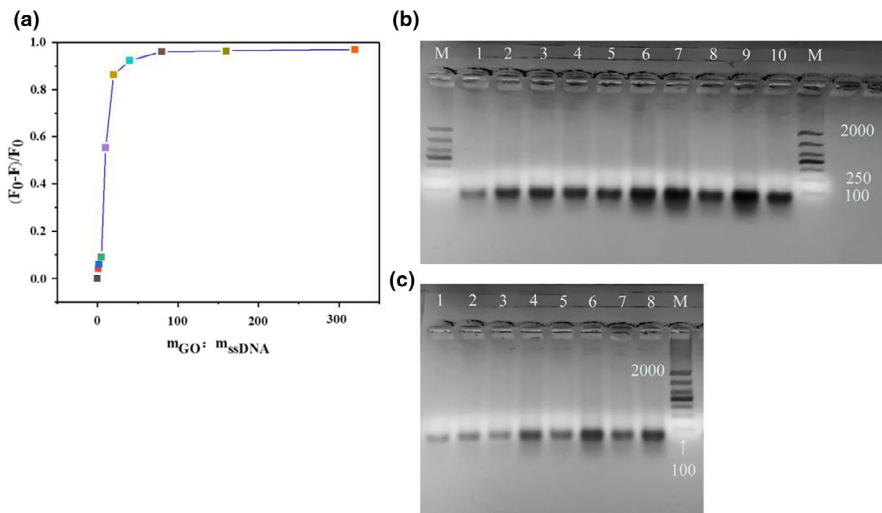 (a)
1.0
0.8
0.6
0.4
0.2
0.0
(F0-F)/F0
0 100 200 300
mGO: mssDNA
(b)
M 1 2 3 4 5 6 7 8 9 10 M
2000
250
100
(c)
1 2 3 4 5 6 7 8 M
2000
↑
100